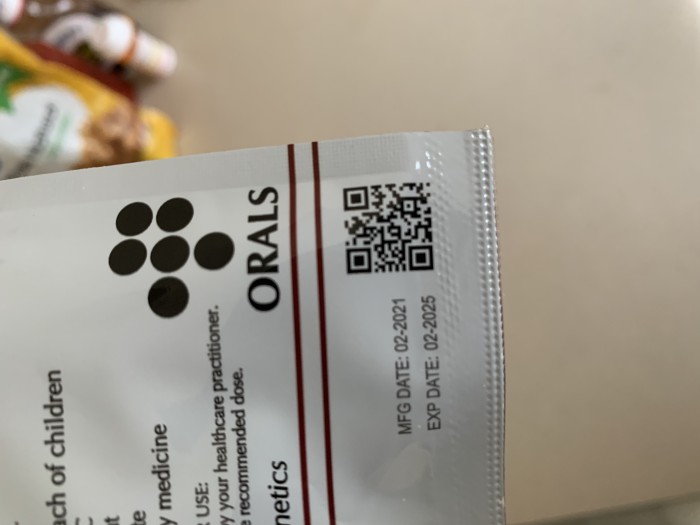 ORALS
MFG DATE: 02-2021
EXP DATE: 02-2025
ach of children
y medicine
USE:
y your healthcare practitioner.
e recommended dose.
netics